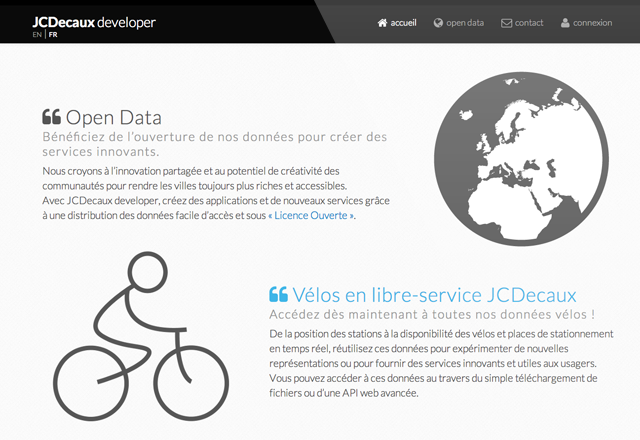 JCDecaux developer
EN | FR
accueil
open data
contact
connexion
Open Data
Bénéficiez de l'ouverture de nos données pour créer des
services innovants.
Nous croyons à l'innovation partagée et au potentiel de créativité des
communautés pour rendre les villes toujours plus riches et accessibles.
Avec JCDecaux developer, créez des applications et de nouveaux services grâce
à une distribution des données facile d'accès et sous « Licence Ouverte ».
Vélos en libre-service JCDecaux
Accédez dès maintenant à toutes nos données vélos !
De la position des stations à la disponibilité des vélos et places de stationnement
en temps réel, réutilisez ces données pour expérimenter de nouvelles
représentations ou pour fournir des services innovants et utiles aux usagers.
Vous pouvez accéder à ces données au travers du simple téléchargement de
fichiers ou d'une API web avancée.